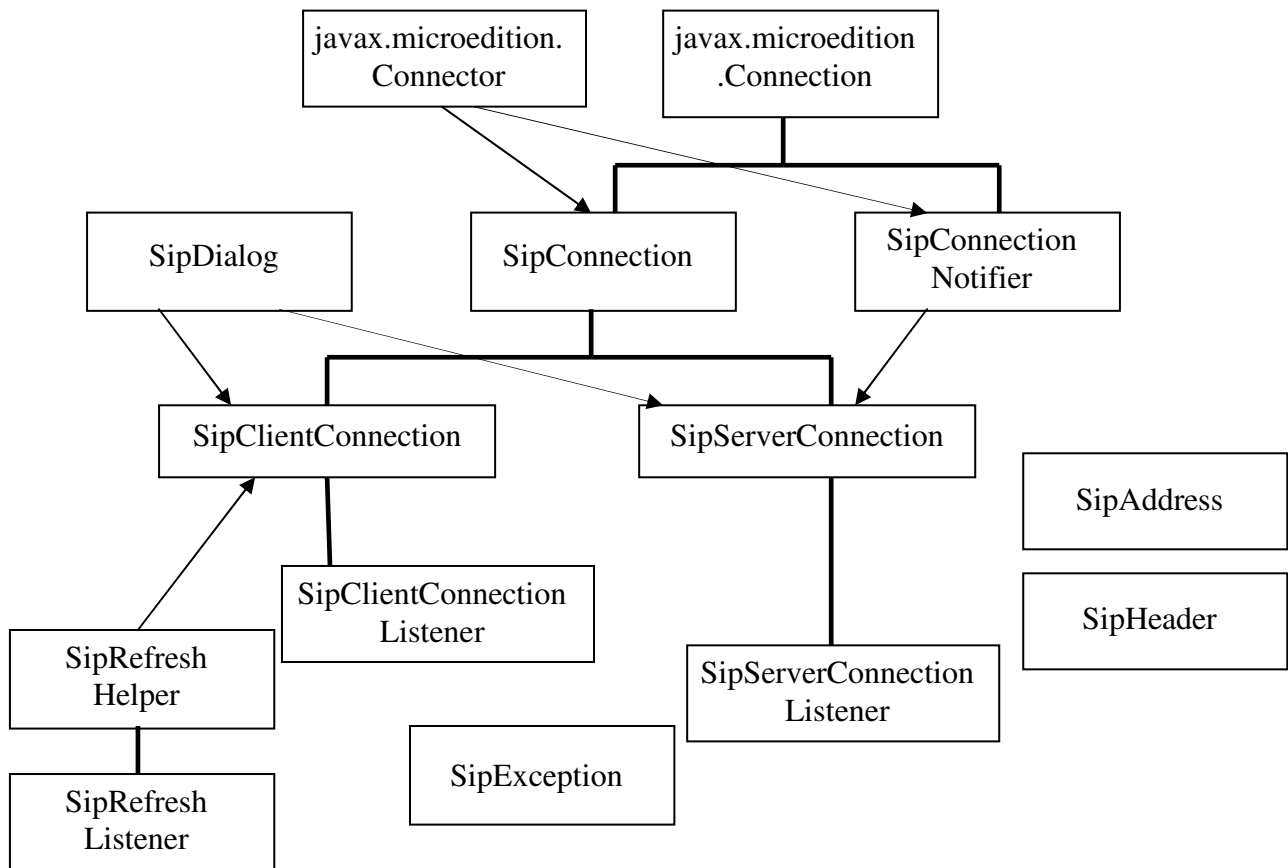 javax.microedition.
Connector
javax.microedition
.Connection
SipDialog
SipConnection
SipConnection
Notifier
SipClientConnection
SipServerConnection
SipAddress
SipClientConnection
Listener
SipHeader
SipRefresh
Helper
SipServerConnection
Listener
SipException
SipRefresh
Listener